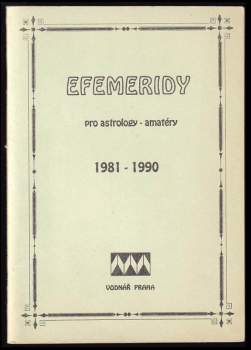 EFEMERIDY
pro astrology - amatéry
1981 - 1990
VODNÁŘ PRAHA